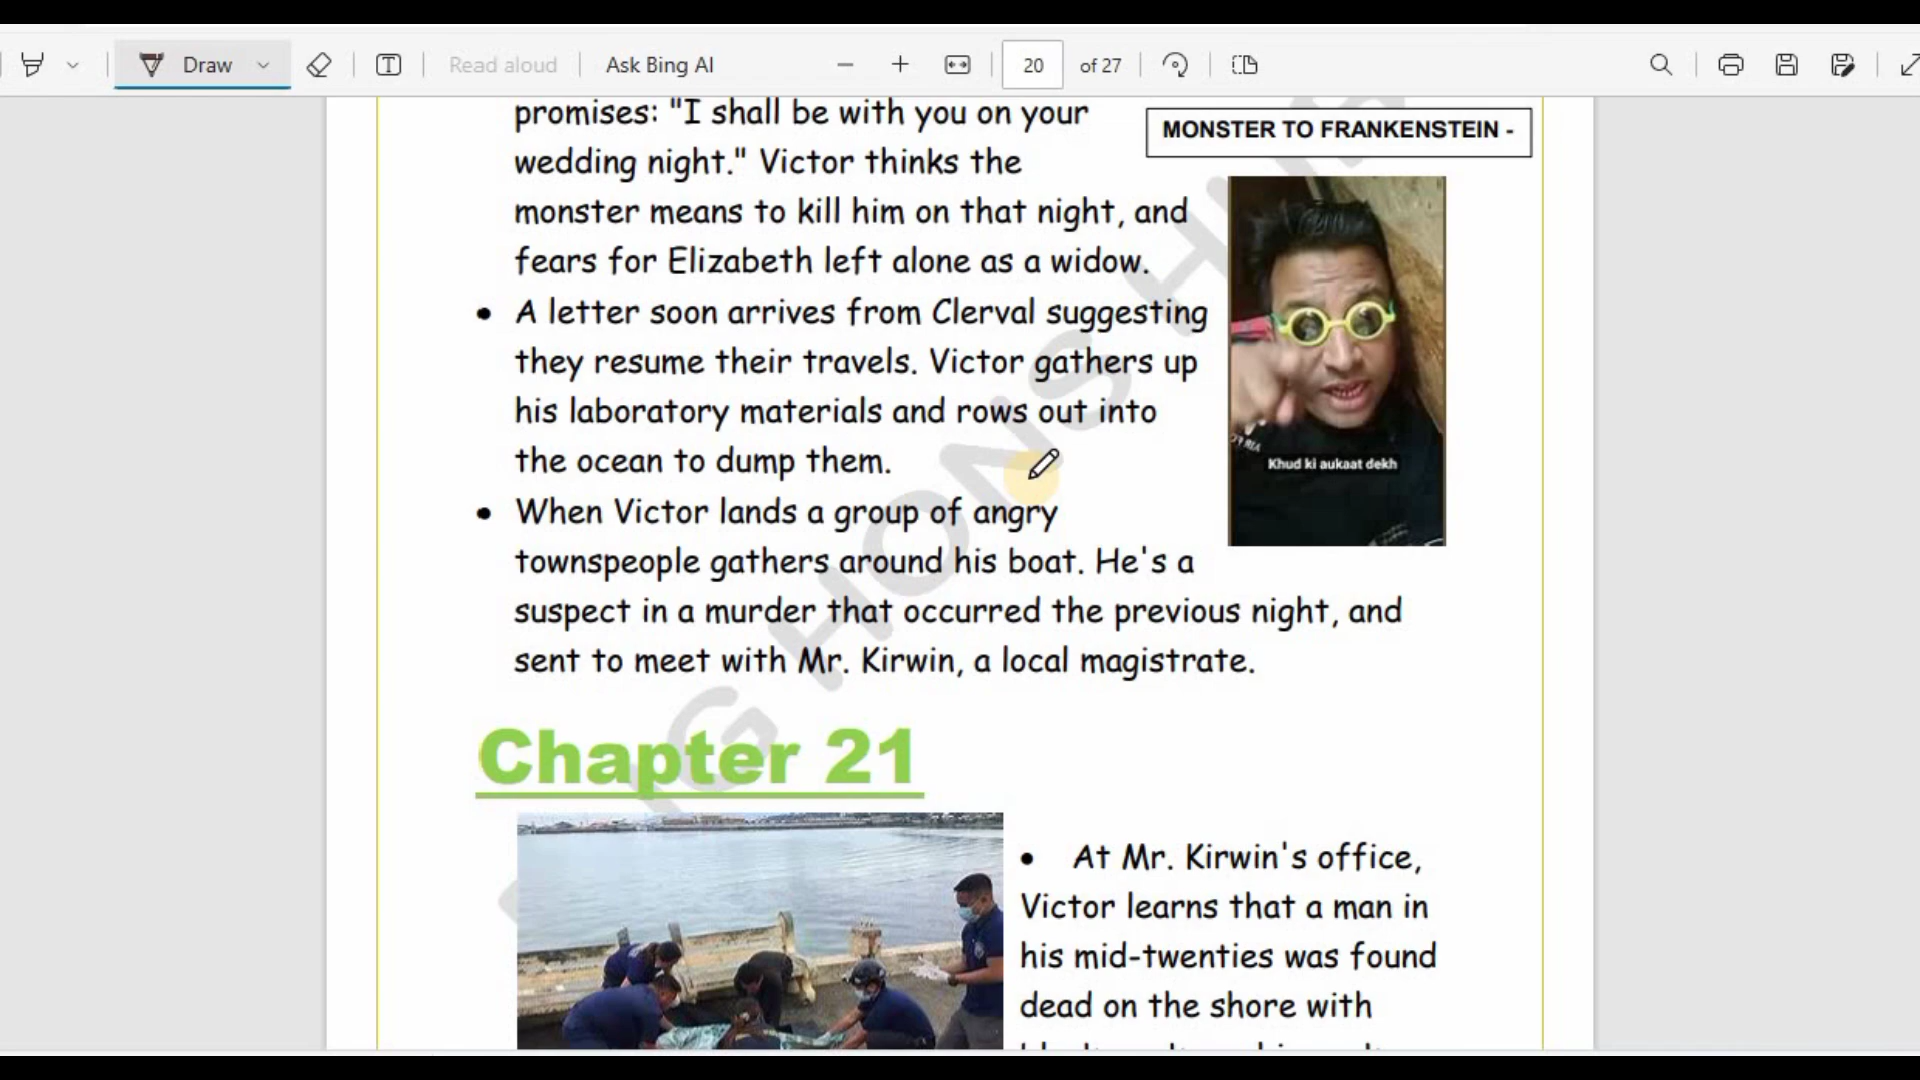 Draw
Read aloud
Ask Bing AI
20
of 27
promises: "I shall be with you on your
wedding night." Victor thinks the
monster means to kill him on that night, and
fears for Elizabeth left alone as a widow.
MONSTER TO FRANKENSTEIN -
Khud ki aukaat dekh
• A letter soon arrives from Clerval suggesting
they resume their travels. Victor gathers up
his laboratory materials and rows out into
the ocean to dump them.
• When Victor lands a group of angry
townspeople gathers around his boat. He's a
suspect in a murder that occurred the previous night, and
sent to meet with Mr. Kirwin, a local magistrate.
Chapter 21
• At Mr. Kirwin's office,
Victor learns that a man in
his mid-twenties was found
dead on the shore with
HONS